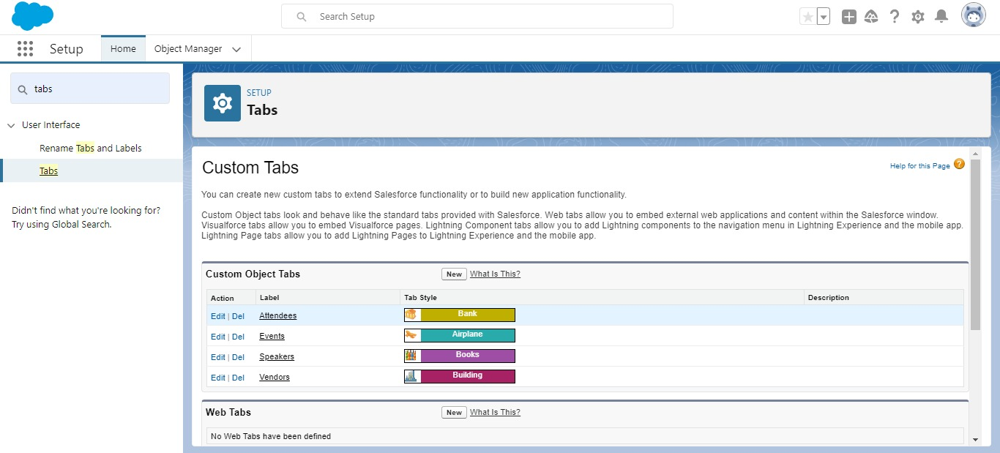 Search Setup
Setup
Home
Object Manager
tabs
User Interface
Rename Tabs and Labels
Tabs
Didn't find what you're looking for?
Try using Global Search.
SETUP
Tabs
Custom Tabs
Help for this Page ?
You can create new custom tabs to extend Salesforce functionality or to build new application functionality.
Custom Object tabs look and behave like the standard tabs provided with Salesforce. Web tabs allow you to embed external web applications and content within the Salesforce window.
Visualforce tabs allow you to embed Visualforce pages. Lightning Component tabs allow you to add Lightning components to the navigation menu in Lightning Experience and the mobile app.
Lightning Page tabs allow you to add Lightning Pages to Lightning Experience and the mobile app.
Custom Object Tabs New What Is This?
Action Label Tab Style Description
Edit | Del Attendees Bank
Edit | Del Events Airplane
Edit | Del Speakers Books
Edit | Del Vendors Building
Web Tabs New What Is This?
No Web Tabs have been defined